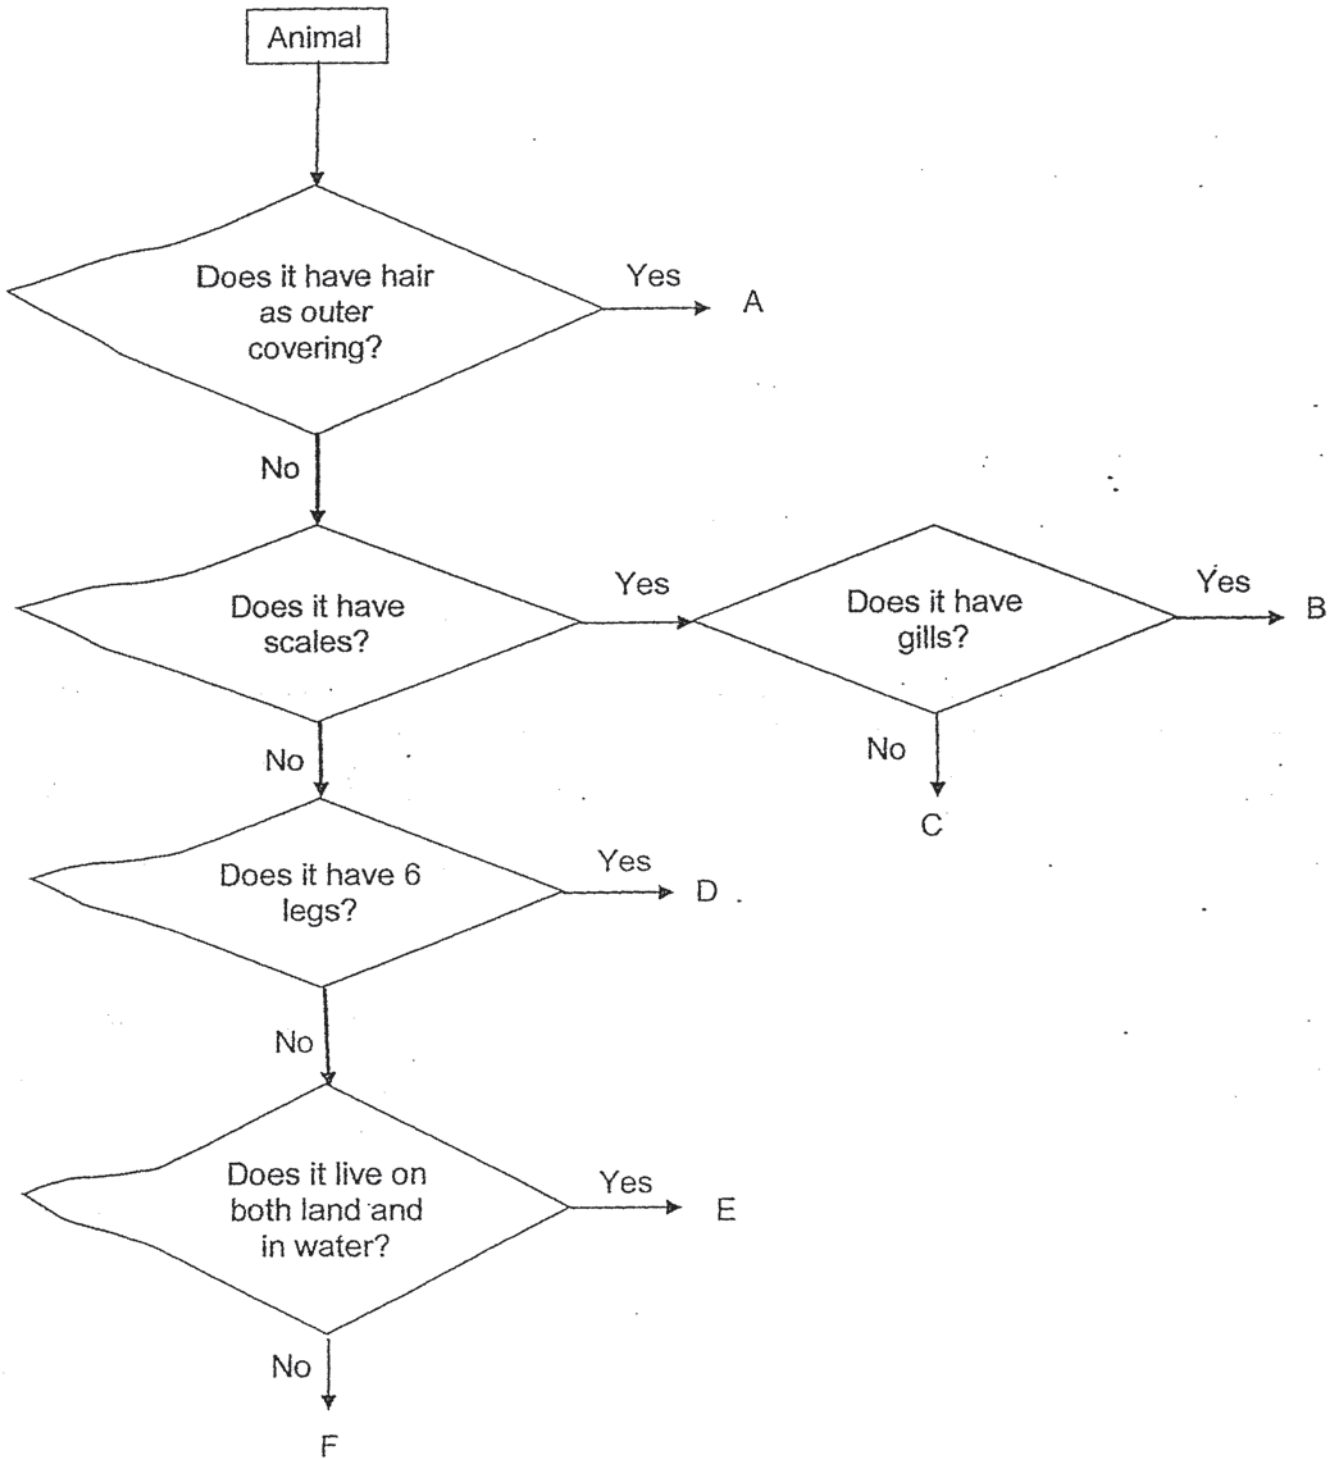 Animal
Does it have hair
as outer
covering?
Yes
A
No
Does it have
scales?
Yes
Does it have
gills?
Yes
B
No
C
No
Does it have 6
legs?
Yes
D
No
Does it live on
both land and
in water?
Yes
E
No
F